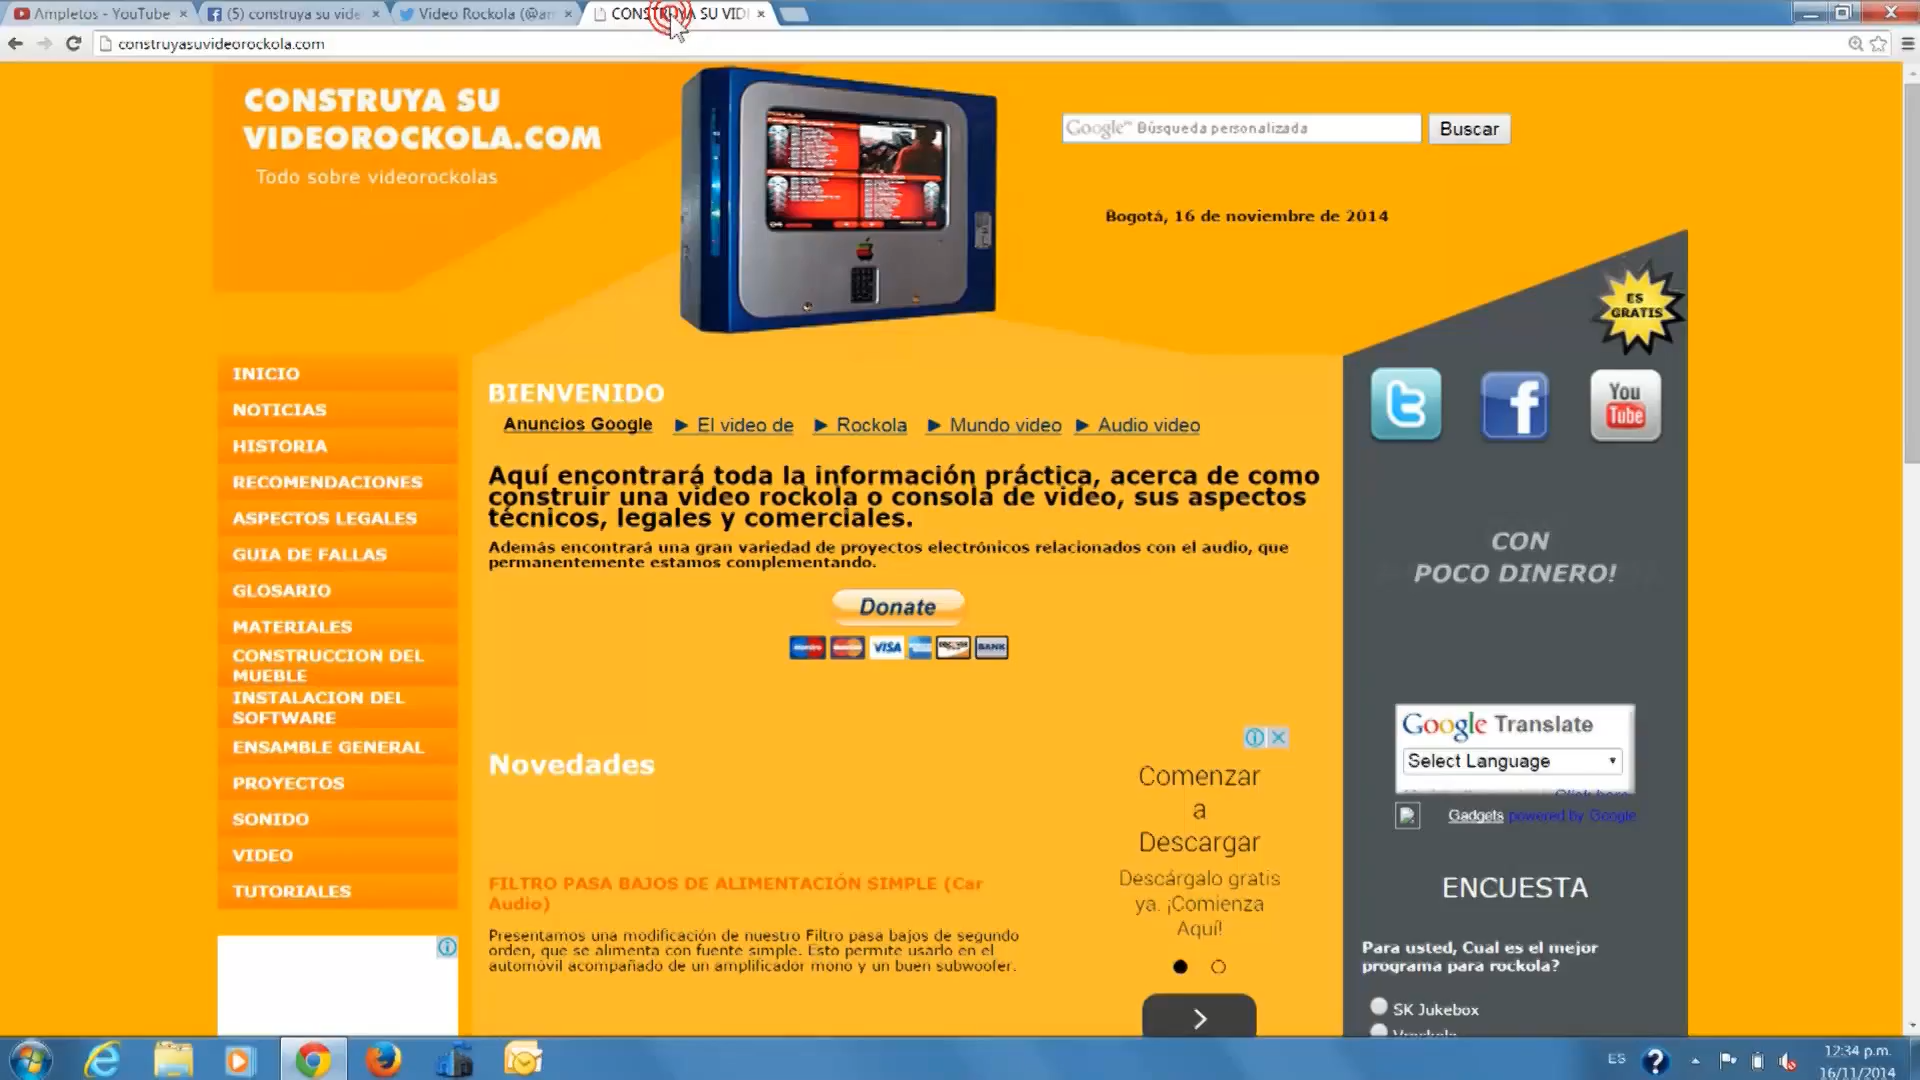 Ampletos - YouTube
(5) construya su vide
Video Rockola (@am
CONSTRUYA SU VID
construyasuvideorockola.com
CONSTRUYA SU
VIDEOROCKOLA.COM
Todo sobre videorockolas
Google™ Búsqueda personalizada
Buscar
Bogotá, 16 de noviembre de 2014
ES
GRATIS
INICIO
NOTICIAS
HISTORIA
RECOMENDACIONES
ASPECTOS LEGALES
GUIA DE FALLAS
GLOSARIO
MATERIALES
CONSTRUCCION DEL
MUEBLE
INSTALACION DEL
SOFTWARE
ENSAMBLE GENERAL
PROYECTOS
SONIDO
VIDEO
TUTORIALES
BIENVENIDO
Anuncios Google
El video de
Rockola
Mundo video
Audio video
Aquí encontrará toda la información práctica, acerca de como
construir una video rockola o consola de video, sus aspectos
técnicos, legales y comerciales.
Además encontrará una gran variedad de proyectos electrónicos relacionados con el audio, que
permanentemente estamos complementando.
Donate
VISA
BANK
Novedades
FILTRO PASA BAJOS DE ALIMENTACIÓN SIMPLE (Car
Audio)
Presentamos una modificación de nuestro Filtro pasa bajos de segundo
orden, que se alimenta con fuente simple. Esto permite usarlo en el
automóvil acompañado de un amplificador mono y un buen subwoofer.
Comenzar
a
Descargar
Descárgalo gratis
ya. ¡Comienza
Aquí!
You
Tube
CON
POCO DINERO!
Google Translate
Select Language
Gadgets powered by Google
ENCUESTA
Para usted, Cual es el mejor
programa para rockola?
SK Jukebox
ES
12:34 p.m.
16/11/2014